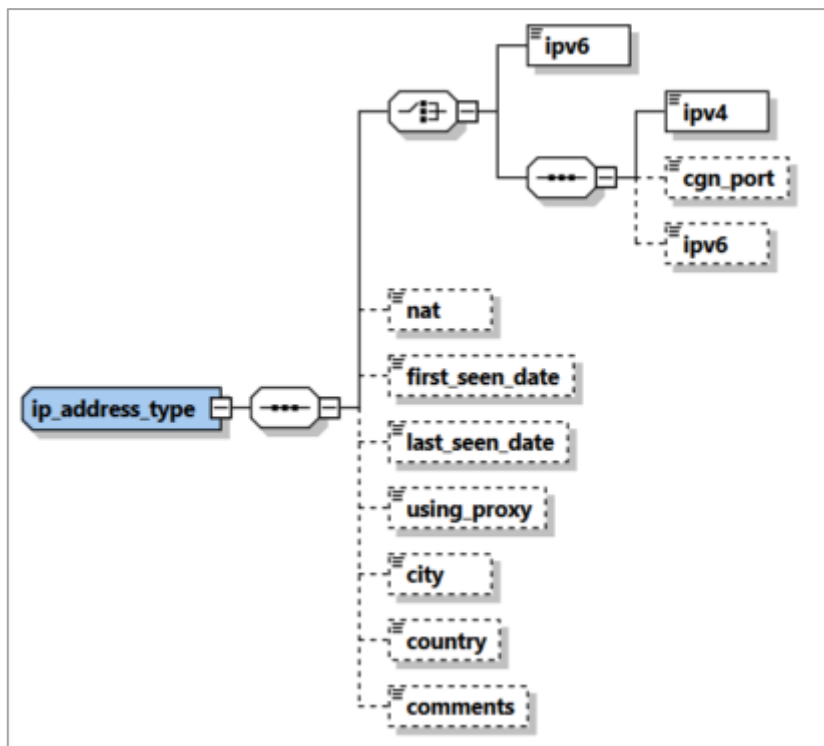 ipv6
ipv4
cgn_port
ipv6
nat
first_seen_date
ip_address_type
last_seen_date
using_proxy
city
country
comments